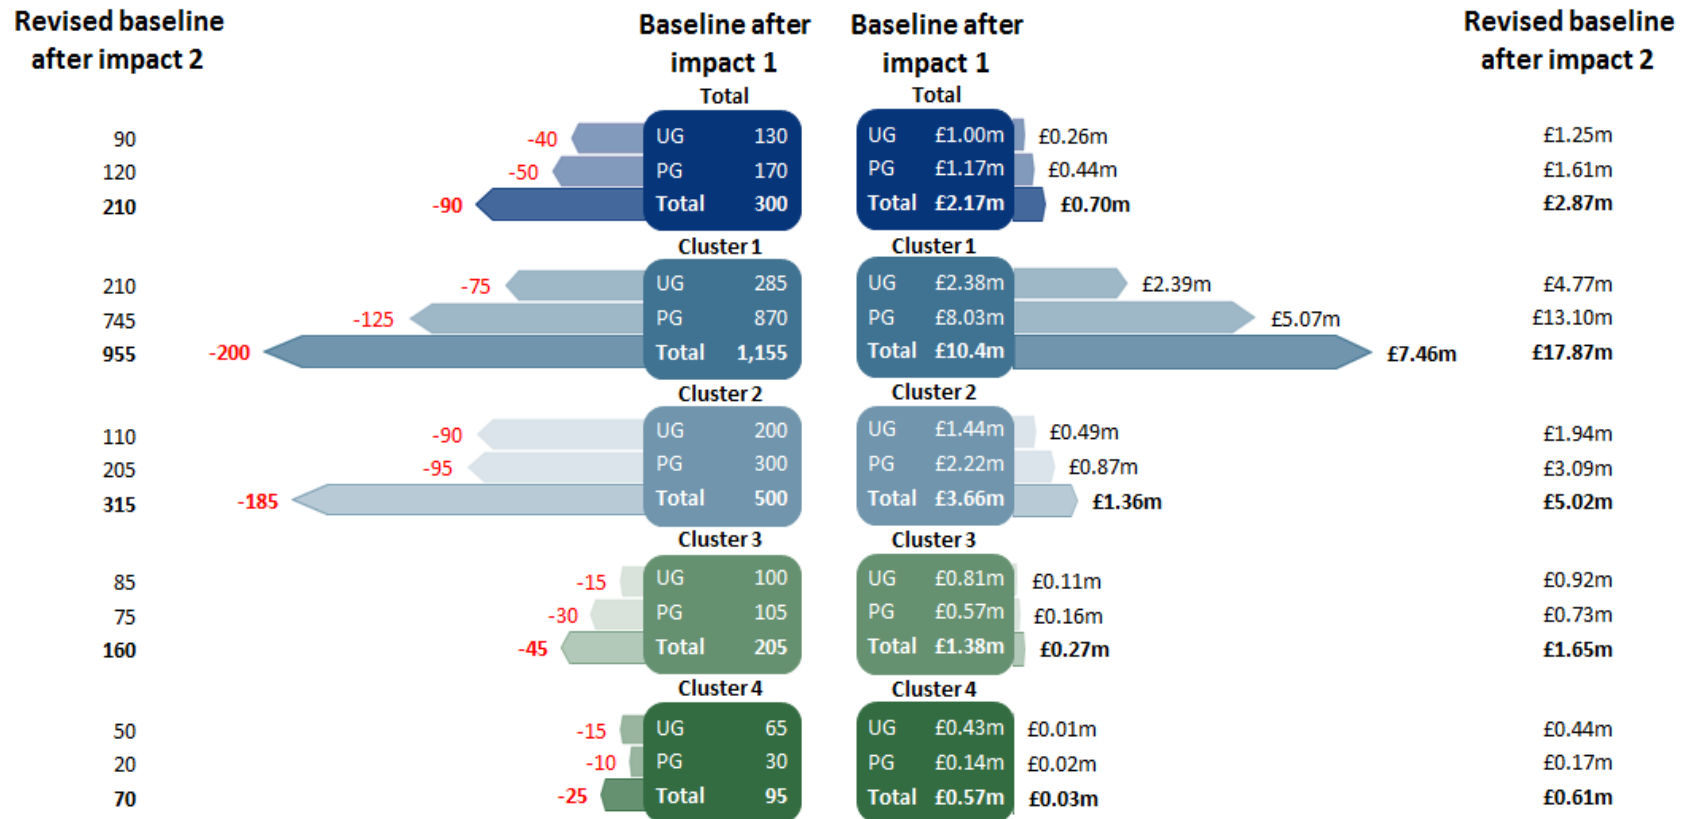 Revised baseline after impact 2
Baseline after impact 1
Baseline after impact 1
Revised baseline after impact 2
Total Total
90 -40 UG 130 UG £1.00m £0.26m £1.25m
120 -50 PG 170 PG £1.17m £0.44m £1.61m
210 -90 Total 300 Total £2.17m £0.70m £2.87m
Cluster 1 Cluster 1
210 -75 UG 285 UG £2.38m £2.39m £4.77m
745 -125 PG 870 PG £8.03m £5.07m £13.10m
955 -200 Total 1,155 Total £10.4m £7.46m £17.87m
Cluster 2 Cluster 2
110 -90 UG 200 UG £1.44m £0.49m £1.94m
205 -95 PG 300 PG £2.22m £0.87m £3.09m
315 -185 Total 500 Total £3.66m £1.36m £5.02m
Cluster 3 Cluster 3
85 -15 UG 100 UG £0.81m £0.11m £0.92m
75 -30 PG 105 PG £0.57m £0.16m £0.73m
160 -45 Total 205 Total £1.38m £0.27m £1.65m
Cluster 4 Cluster 4
50 -15 UG 65 UG £0.43m £0.01m £0.44m
20 -10 PG 30 PG £0.14m £0.02m £0.17m
70 -25 Total 95 Total £0.57m £0.03m £0.61m